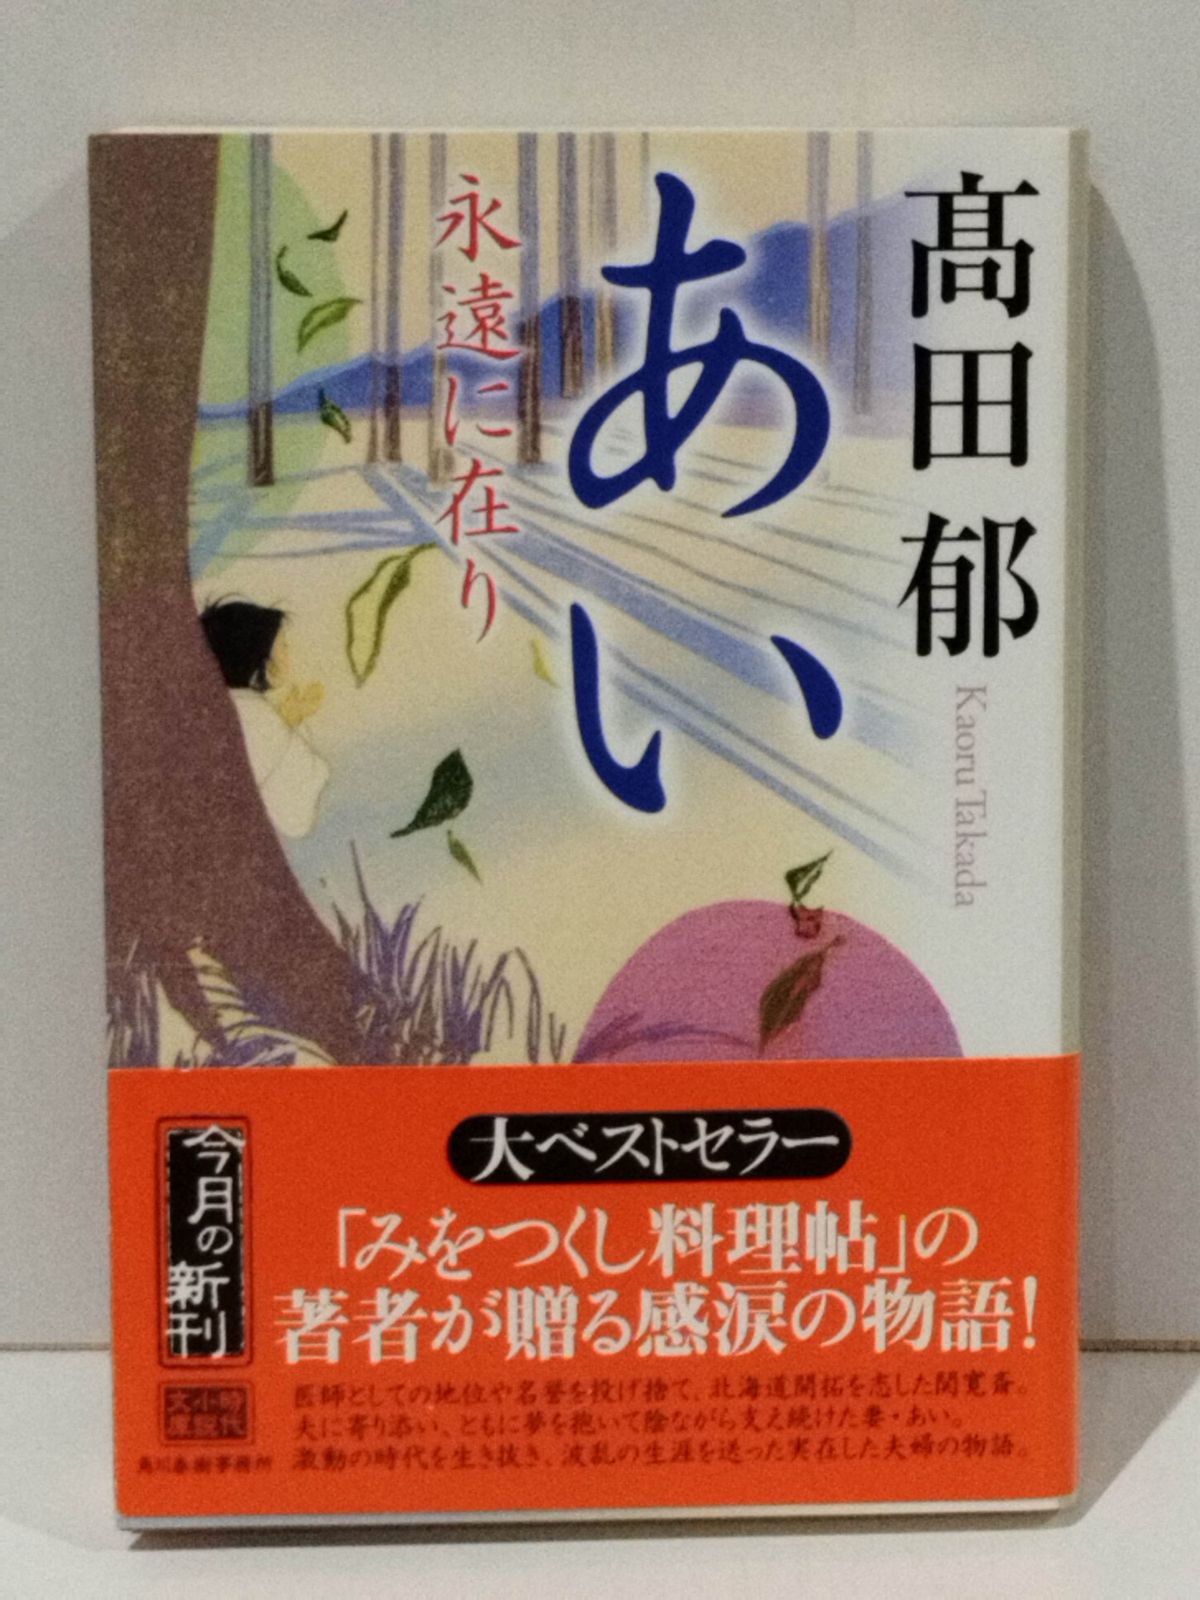 髙田郁
Kaoru Takada
あい
永遠に在り
大ベストセラー
「みをつくし料理帖」の
著者が贈る感涙の物語!
医師としての地位や名誉を投げ捨て、北海道開拓を志した関寛斎。
夫に寄り添い、ともに夢を抱いて陰ながら支え続けた妻・あい。
激動の時代を生き抜き、波乱の生涯を送った実在した夫婦の物語。
今月の新刊
時代
小説
文庫
角川春樹事務所